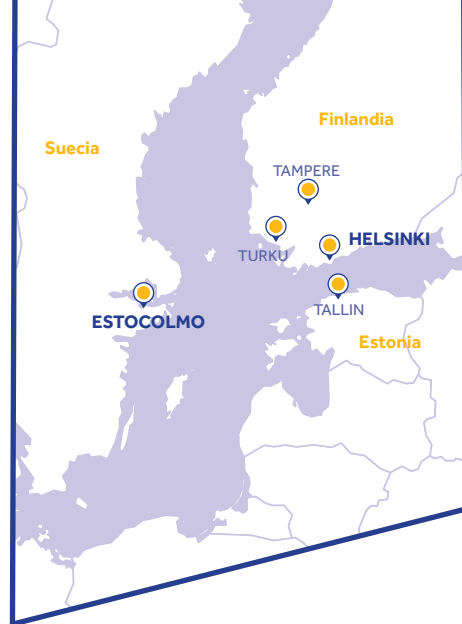 Finlandia
Suecia
TAMPERE
HELSINKI
TURKU
TALLIN
ESTOCOLMO
Estonia